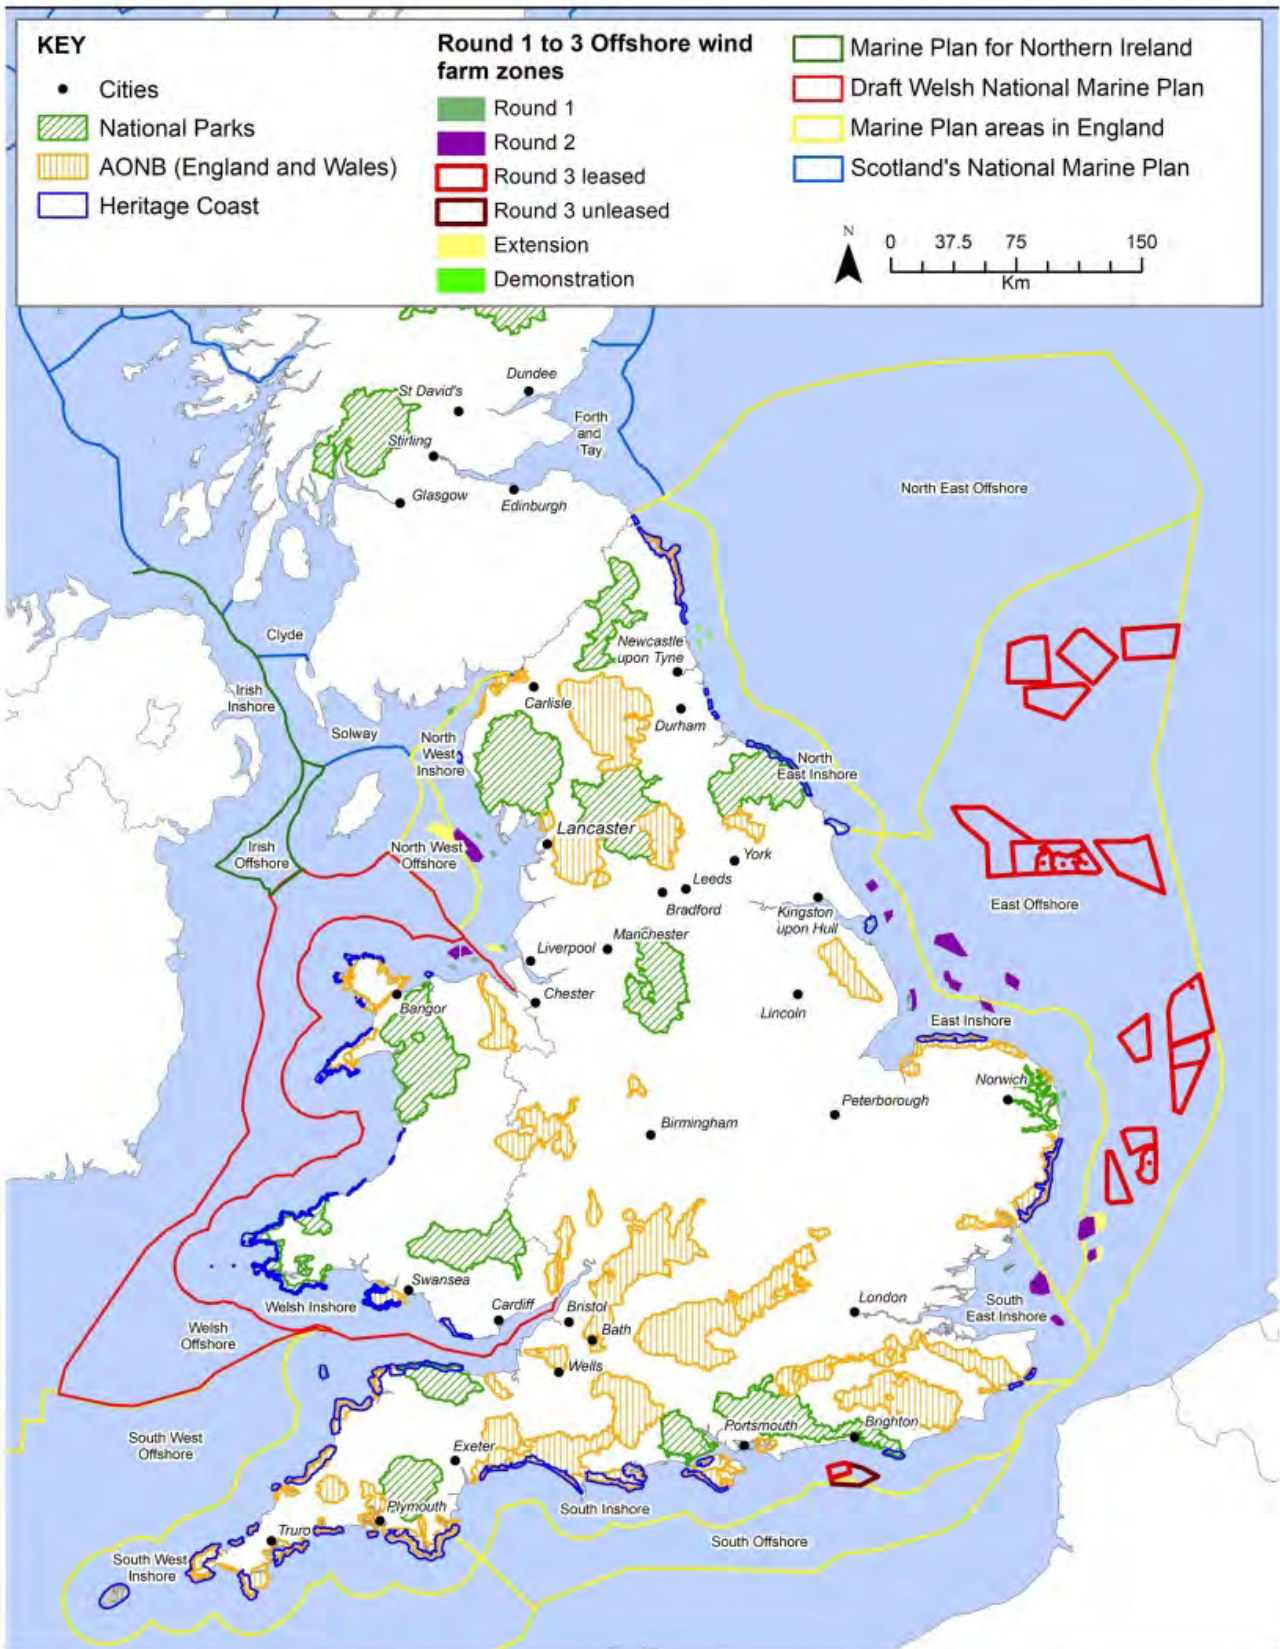 KEY
Cities
National Parks
AONB (England and Wales)
Heritage Coast
Round 1 to 3 Offshore wind
farm zones
Round 1
Round 2
Round 3 leased
Round 3 unleased
Extension
Demonstration
Marine Plan for Northern Ireland
Draft Welsh National Marine Plan
Marine Plan areas in England
Scotland's National Marine Plan
N
0 37.5 75 150
Km
Dundee
St David's
Forth
and
Tay
Stirling
Glasgow
Edinburgh
North East Offshore
Clyde
Newcastle
upon Tyne
Irish
Inshore
Carlisle
Durham
Solway
North
West
Inshore
North
East Inshore
Lancaster
Irish
Offshore
North West
Offshore
York
Leeds
Bradford
East Offshore
Kingston
upon Hull
Manchester
Liverpool
Chester
Bangor
Lincoln
East Inshore
Norwich
Peterborough
Birmingham
Swansea
Welsh Inshore
Cardiff
Bristol
London
South
East Inshore
Welsh
Offshore
Bath
Wells
Portsmouth
Brighton
South West
Offshore
Exeter
Plymouth
South Inshore
Truro
South Offshore
South West
Inshore